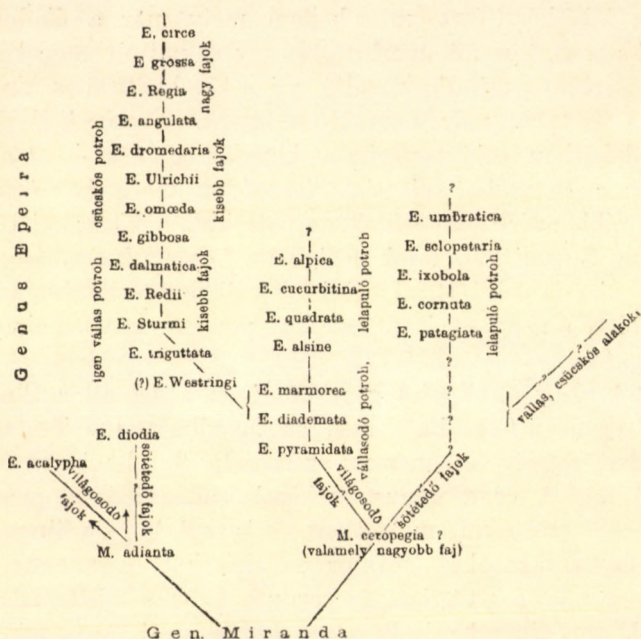 Genus Epeira
csúcskós potroh
igen vállas potroh
E. circe
E grossa
E. Regia
E. angulata
nagy fajok
E. dromedaria
E. Ulrichii
E. omœda
E. gibbosa
kisebb fajok
E. dalmatica
E. Redii
E. Sturmi
kisebb fajok
E. triguttata
(?) E. Westringi
?
E. alpica
E. cucurbitina
E. quadrata
E. alsine
lelapuló potroh
E. marmorea
E. diademata
E. pyramidata
vállasodó potroh,
?
E. umbratica
E. sclopetaria
E. ixobola
E. cornuta
E. patagiata
lelapuló potroh
?
?
?
?
vallas, csúcskós alakok,
E. diodia
E. acalypha
világosodó
fajok
sötétedő fajok
M. adianta
világosodó
fajok
sötétedő fajok
M. ceropegia ?
(valamely nagyobb faj)
Gen. Miranda